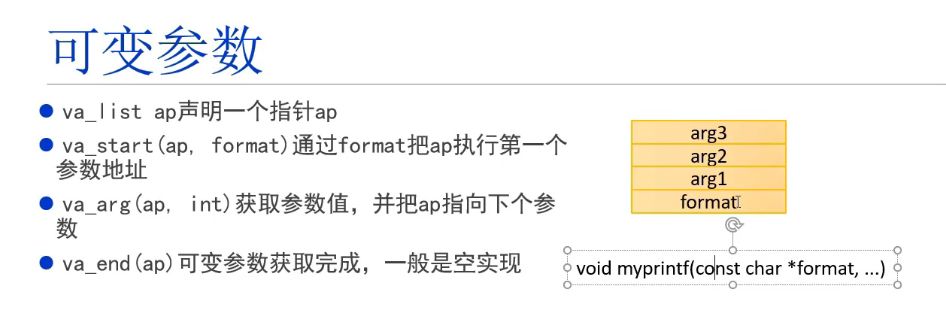 可变参数
va_list ap声明一个指针ap
va_start(ap, format)通过format把ap执行第一个
参数地址
va_arg(ap, int)获取参数值，并把ap指向下个参
数
va_end(ap)可变参数获取完成，一般是空实现
arg3
arg2
arg1
format
void myprintf(const char *format, ...)